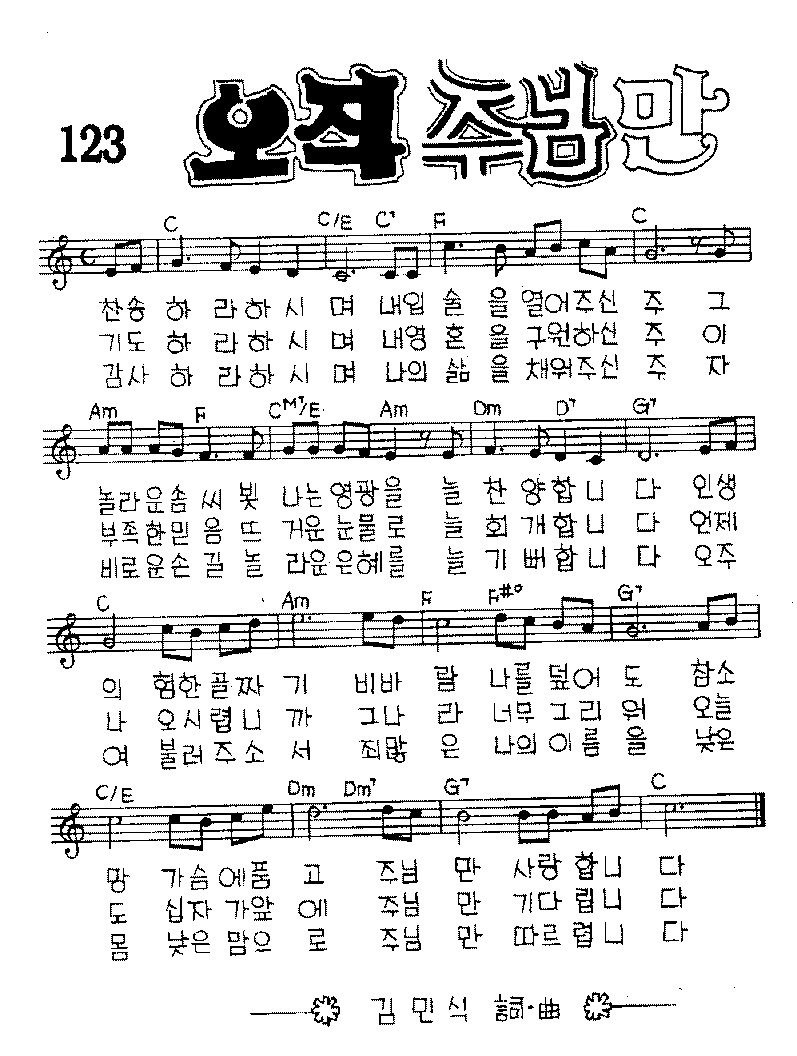 123 오직 주님만
C C/E C7 F C
찬송 하 라하 시 며 내입 술 을 열어주신 주 그
기도 하 라하 시 며 내영 혼 을 구원하신 주 이
감사 하 라하 시 며 나의 삶 을 채워주신 주 자
Am F CM7/E Am Dm D7 G7
놀라운솜 씨 빛 나는영광을 늘 찬 양합 니 다 인생
부족한믿 음 뜨 거운 눈물로 늘 회 개합 니 다 언제
비로운손 길 놀 라운은혜를 늘 기 뻐합 니 다 오주
C Am F F#o G7
의 험한 골짜 기 비바 람 나를 덮어 도 참소
나 오시렵니 까 그나 라 너무 그리 워 오늘
여 불러주소 서 죄많 은 나의 이름 을 낮은
C/E Dm Dm7 G7 C
망 가슴에품 고 주님 만 사랑 합니 다
도 십자 가앞 에 주님 만 기다 립니 다
몸 낮은 맘으 로 주님 만 따르 렵니 다
김 민 식 詞·曲